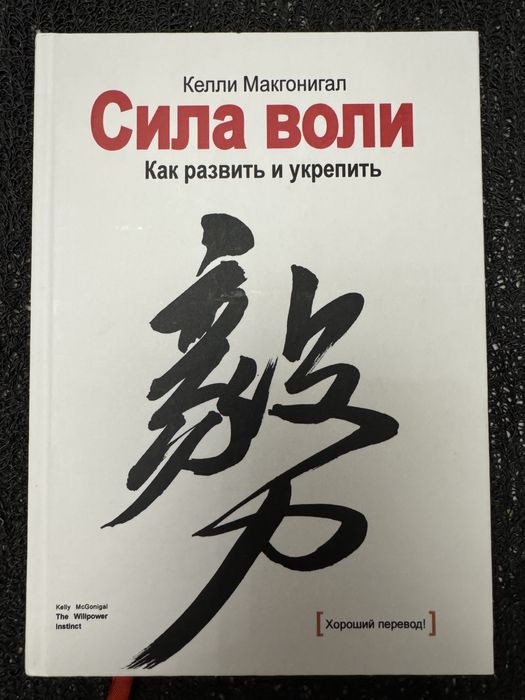 Келли Макгонигал
Сила воли
Как развить и укрепить
毅力
Kelly McGonigal
The Willpower
Instinct
[ Хороший перевод! ]